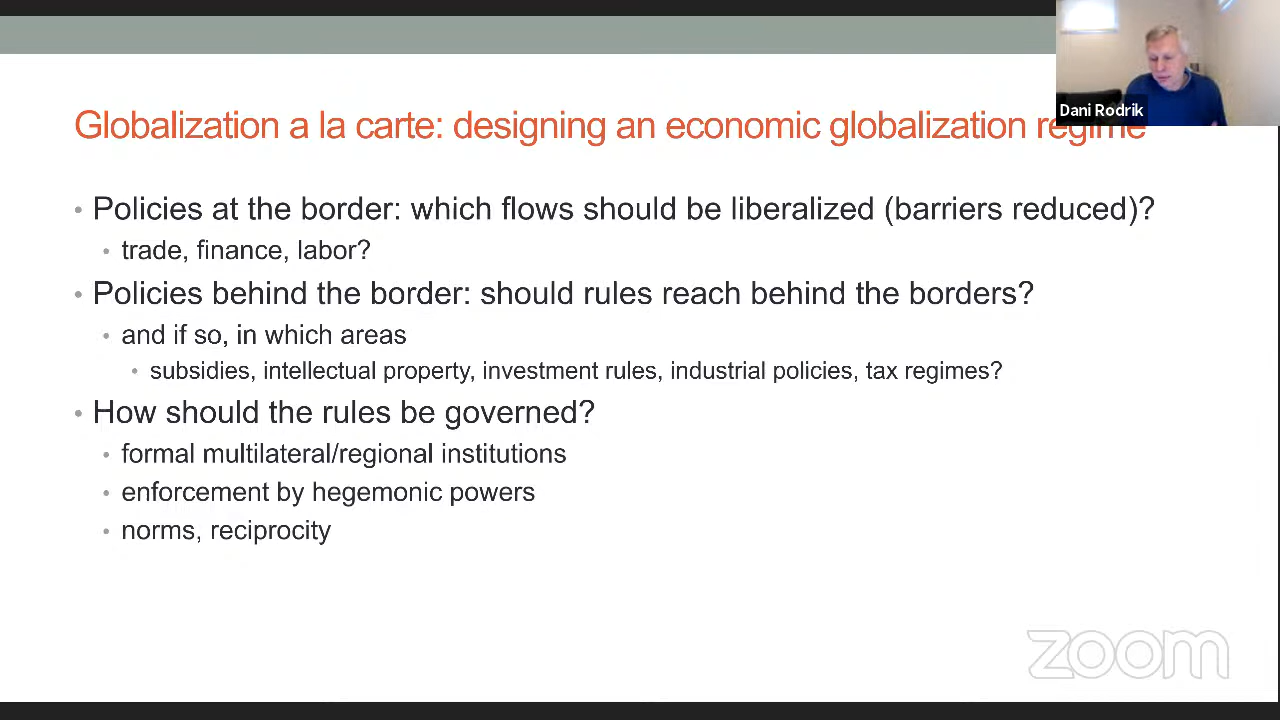 Globalization a la carte: designing an economic globalization regime
Dani Rodrik
• Policies at the border: which flows should be liberalized (barriers reduced)?
• trade, finance, labor?
• Policies behind the border: should rules reach behind the borders?
• and if so, in which areas
• subsidies, intellectual property, investment rules, industrial policies, tax regimes?
• How should the rules be governed?
• formal multilateral/regional institutions
• enforcement by hegemonic powers
• norms, reciprocity
zoom